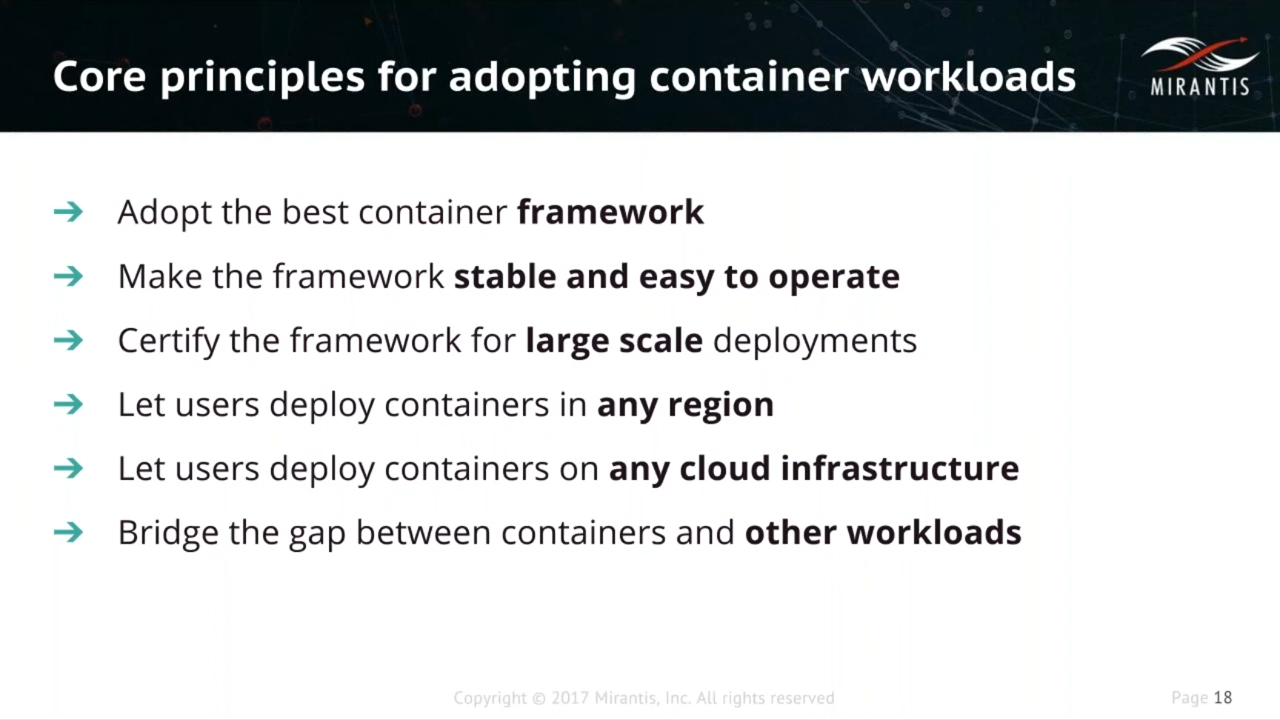 Core principles for adopting container workloads
MIRANTIS
➔ Adopt the best container framework
➔ Make the framework stable and easy to operate
➔ Certify the framework for large scale deployments
➔ Let users deploy containers in any region
➔ Let users deploy containers on any cloud infrastructure
➔ Bridge the gap between containers and other workloads
Copyright © 2017 Mirantis, Inc. All rights reserved
Page 18